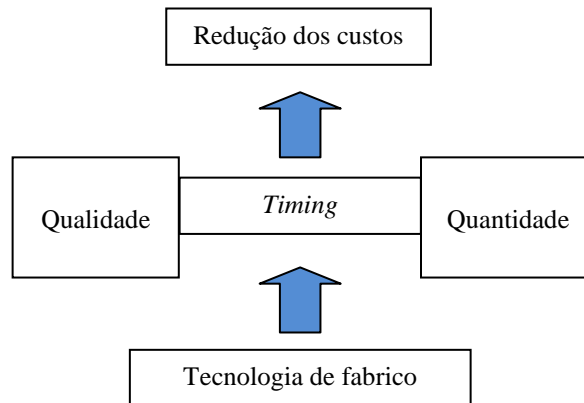 Redução dos custos
Qualidade
Timing
Quantidade
Tecnologia de fabrico